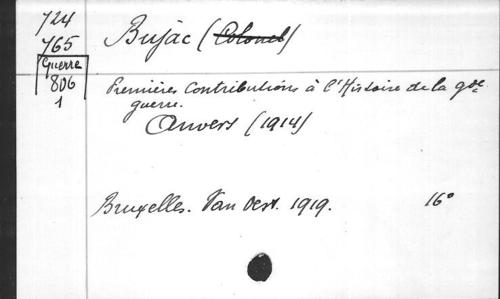 724
765
Guerre
806
1
Bujac (Colonel)
Premières Contributions à l'Histoire de la gde
guerre.
Anvers (1914)
Bruxelles. Van Oest. 1919. 16°